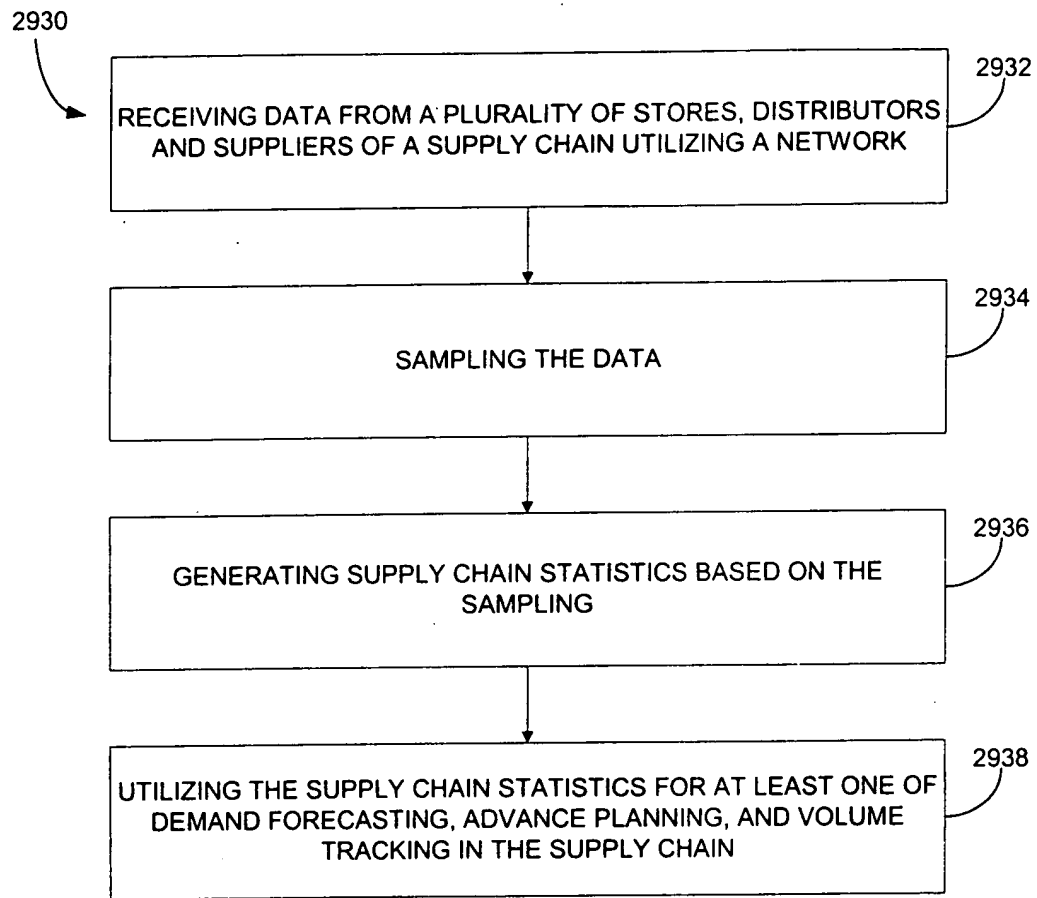 2930
2932
RECEIVING DATA FROM A PLURALITY OF STORES, DISTRIBUTORS
AND SUPPLIERS OF A SUPPLY CHAIN UTILIZING A NETWORK
2934
SAMPLING THE DATA
2936
GENERATING SUPPLY CHAIN STATISTICS BASED ON THE
SAMPLING
2938
UTILIZING THE SUPPLY CHAIN STATISTICS FOR AT LEAST ONE OF
DEMAND FORECASTING, ADVANCE PLANNING, AND VOLUME
TRACKING IN THE SUPPLY CHAIN